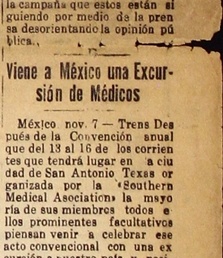 la campaña que estos están si
guiendo por medio de la pren
sa desorientando la opinión pú
blica.
Viene a México una Excur-
sión de Médicos
México nov. 7 — Trens Des
pués de la Convención anual
que del 13 al 16 de los corrien
tes que tendrá lugar en a ciu
dad de San Antonio Texas or
ganizada por la "Southern
Medical Asociation" la mayo
ría de sus miembros todos e
llos prominentes facultativos
piensan venir a celebrar ese
acto convencional con una ex